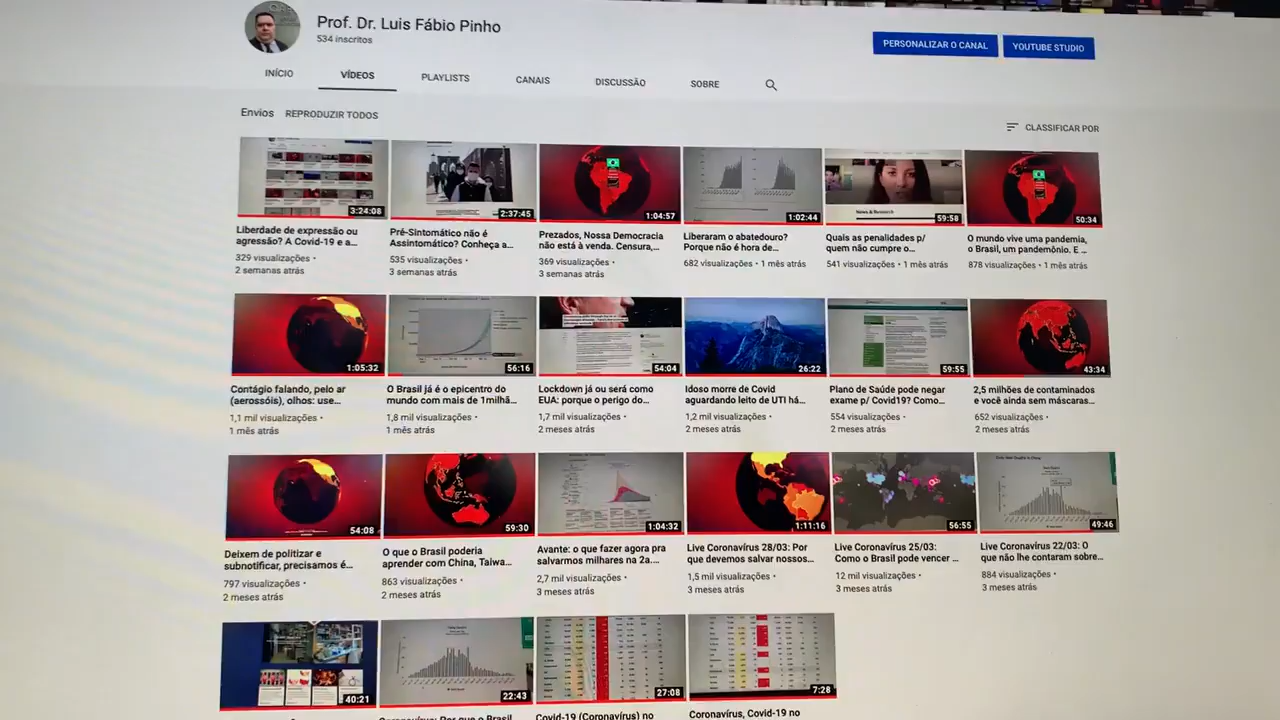 Prof. Dr. Luis Fábio Pinho
534 inscritos
PERSONALIZAR O CANAL
YOUTUBE STUDIO
INÍCIO
VÍDEOS
PLAYLISTS
CANAIS
DISCUSSÃO
SOBRE
Envios
REPRODUZIR TODOS
CLASSIFICAR POR
3:24:08
Liberdade de expressão ou
agressão? A Covid-19 e a...
329 visualizações •
2 semanas atrás
2:37:45
Pré-Sintomático não é
Assintomático? Conheça a...
535 visualizações •
3 semanas atrás
1:04:57
Prezados, Nossa Democracia
não está à venda. Censura,...
369 visualizações •
3 semanas atrás
1:02:44
Liberaram o abatedouro?
Porque não é hora de...
682 visualizações • 1 mês atrás
News & Research
59:58
Quais as penalidades p/
quem não cumpre o...
541 visualizações • 1 mês atrás
50:34
O mundo vive uma pandemia,
o Brasil, um pandemônio. E ...
878 visualizações • 1 mês atrás
1:05:32
Contágio falando, pelo ar
(aerossóis), olhos: use...
1,1 mil visualizações •
1 mês atrás
56:16
O Brasil já é o epicentro do
mundo com mais de 1milhã...
1,8 mil visualizações •
1 mês atrás
54:04
Lockdown já ou será como
EUA: porque o perigo do...
1,7 mil visualizações •
2 meses atrás
26:22
Idoso morre de Covid
aguardando leito de UTI há...
1,2 mil visualizações •
2 meses atrás
59:55
Plano de Saúde pode negar
exame p/ Covid19? Como...
554 visualizações •
2 meses atrás
43:34
2,5 milhões de contaminados
e você ainda sem máscaras...
652 visualizações •
2 meses atrás
54:08
Deixem de politizar e
subnotificar, precisamos é...
797 visualizações •
2 meses atrás
59:30
O que o Brasil poderia
aprender com China, Taiwa...
863 visualizações •
2 meses atrás
1:04:32
Avante: o que fazer agora pra
salvarmos milhares na 2a....
2,7 mil visualizações •
3 meses atrás
1:11:16
Live Coronavírus 28/03: Por
que devemos salvar nossos...
1,5 mil visualizações •
3 meses atrás
56:55
Live Coronavírus 25/03:
Como o Brasil pode vencer ...
12 mil visualizações •
3 meses atrás
49:46
Live Coronavirus 22/03: O
que não lhe contaram sobre...
884 visualizações •
3 meses atrás
40:21
22:43
Coronavírus: Por que o Brasil
27:08
Covid-19 (Coronavírus) no
7:28
Coronavírus, Covid-19 no